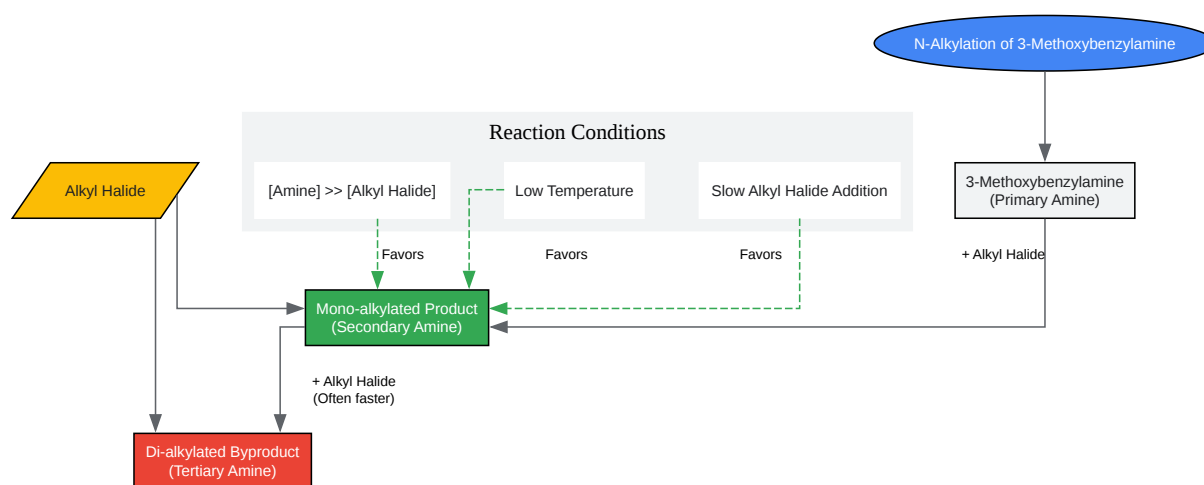 N-Alkylation of 3-Methoxybenzylamine
Reaction Conditions
Alkyl Halide
[Amine] >> [Alkyl Halide]
Low Temperature
Slow Alkyl Halide Addition
3-Methoxybenzylamine
(Primary Amine)
Favors
Favors
Favors
+ Alkyl Halide
Mono-alkylated Product
(Secondary Amine)
+ Alkyl Halide
(Often faster)
Di-alkylated Byproduct
(Tertiary Amine)